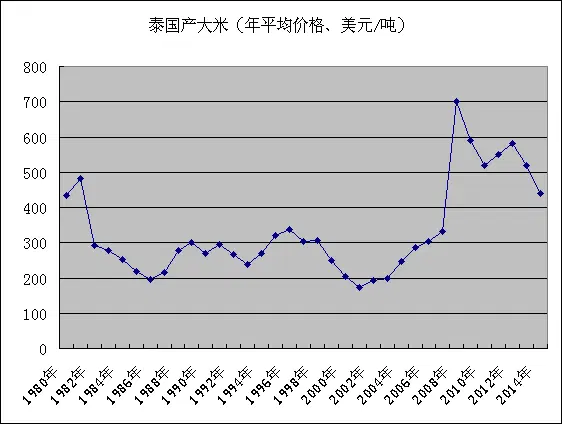 泰国产大米（年平均价格、美元/吨）
800
700
600
500
400
300
200
100
0
1980年
1982年
1984年
1986年
1988年
1990年
1992年
1994年
1996年
1998年
2000年
2002年
2004年
2006年
2008年
2010年
2012年
2014年